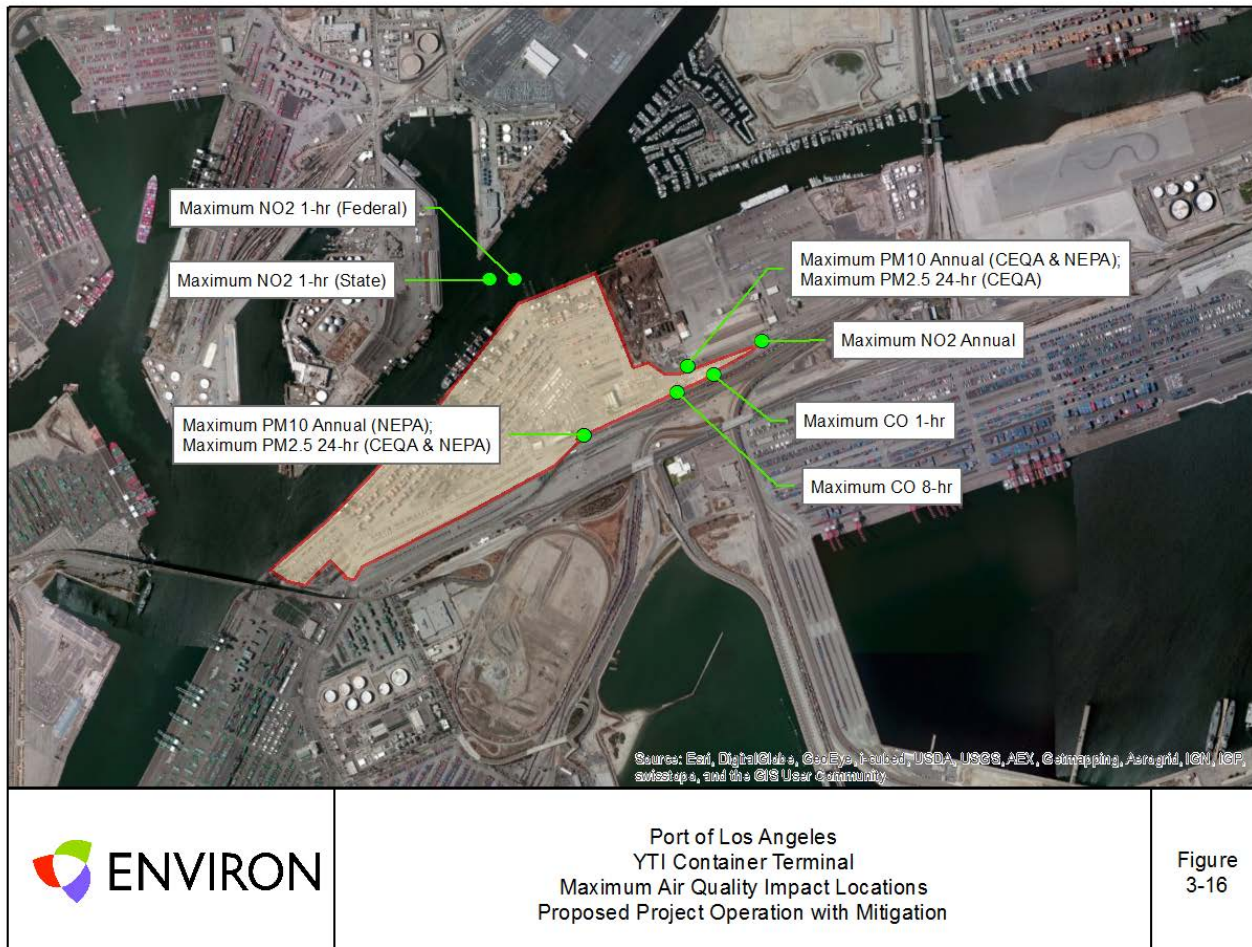 Maximum NO2 1-hr (Federal)
Maximum NO2 1-hr (State)
Maximum PM10 Annual (CEQA & NEPA);
Maximum PM2.5 24-hr (CEQA)
Maximum NO2 Annual
Maximum PM10 Annual (NEPA);
Maximum PM2.5 24-hr (CEQA & NEPA)
Maximum CO 1-hr
Maximum CO 8-hr
Source: Esri, DigitalGlobe, GeoEye, i-cubed, USDA, USGS, AEX, Getmapping, Aerogrid, IGN, IGP,
swisstopo, and the GIS User Community
ENVIRON
Port of Los Angeles
YTI Container Terminal
Maximum Air Quality Impact Locations
Proposed Project Operation with Mitigation
Figure
3-16